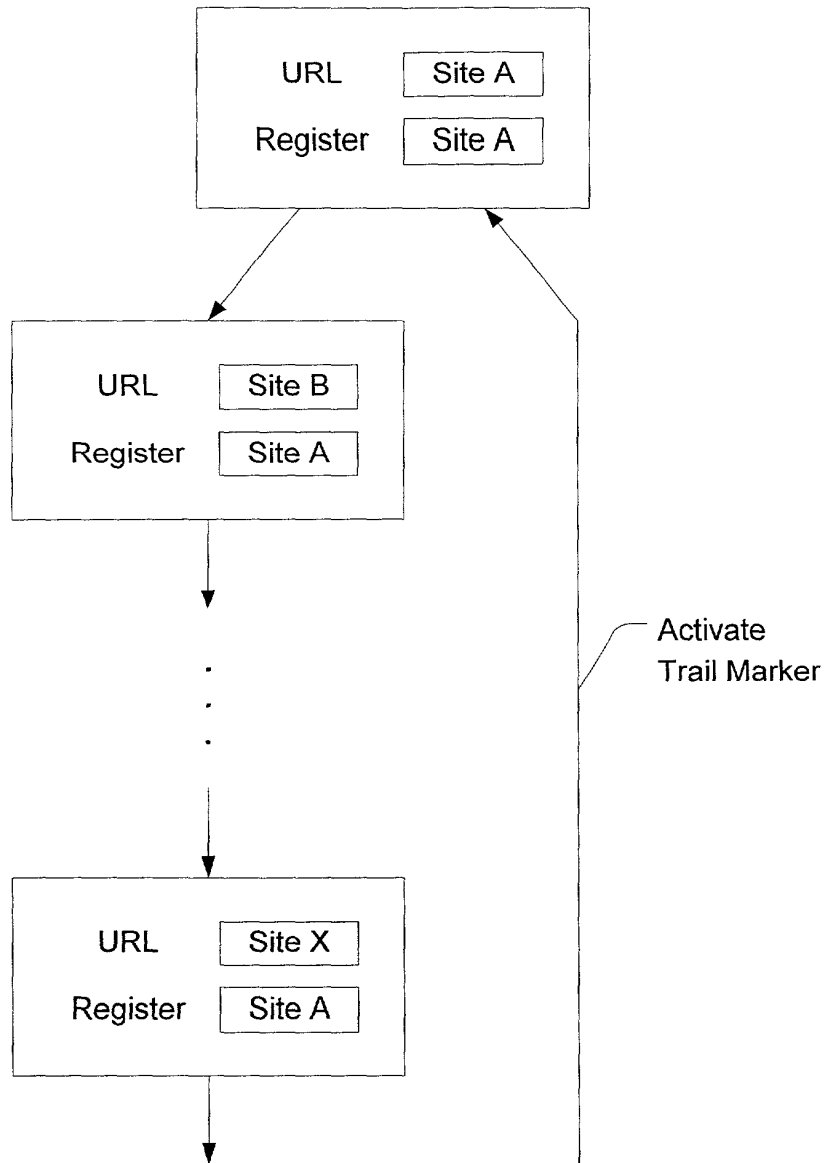 URL Site A
Register Site A
URL Site B
Register Site A
Activate
Trail Marker
.
.
.
URL Site X
Register Site A